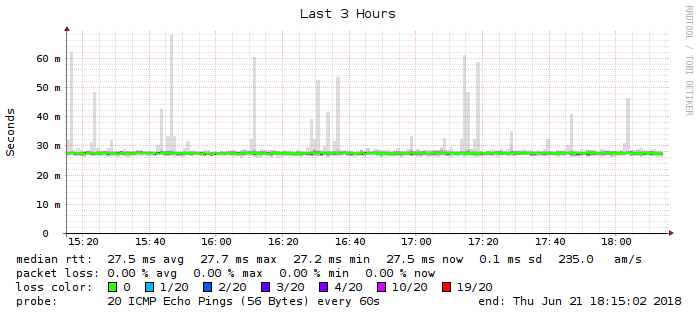 Last 3 Hours
RRDTOOL / TOBI OETIKER
Seconds
60 m
50 m
40 m
30 m
20 m
10 m
0
15:20 15:40 16:00 16:20 16:40 17:00 17:20 17:40 18:00
median rtt: 27.5 ms avg 27.7 ms max 27.2 ms min 27.5 ms now 0.1 ms sd 235.0 am/s
packet loss: 0.00 % avg 0.00 % max 0.00 % min 0.00 % now
loss color: 0 1/20 2/20 3/20 4/20 10/20 19/20
probe: 20 ICMP Echo Pings (56 Bytes) every 60s end: Thu Jun 21 18:15:02 2018